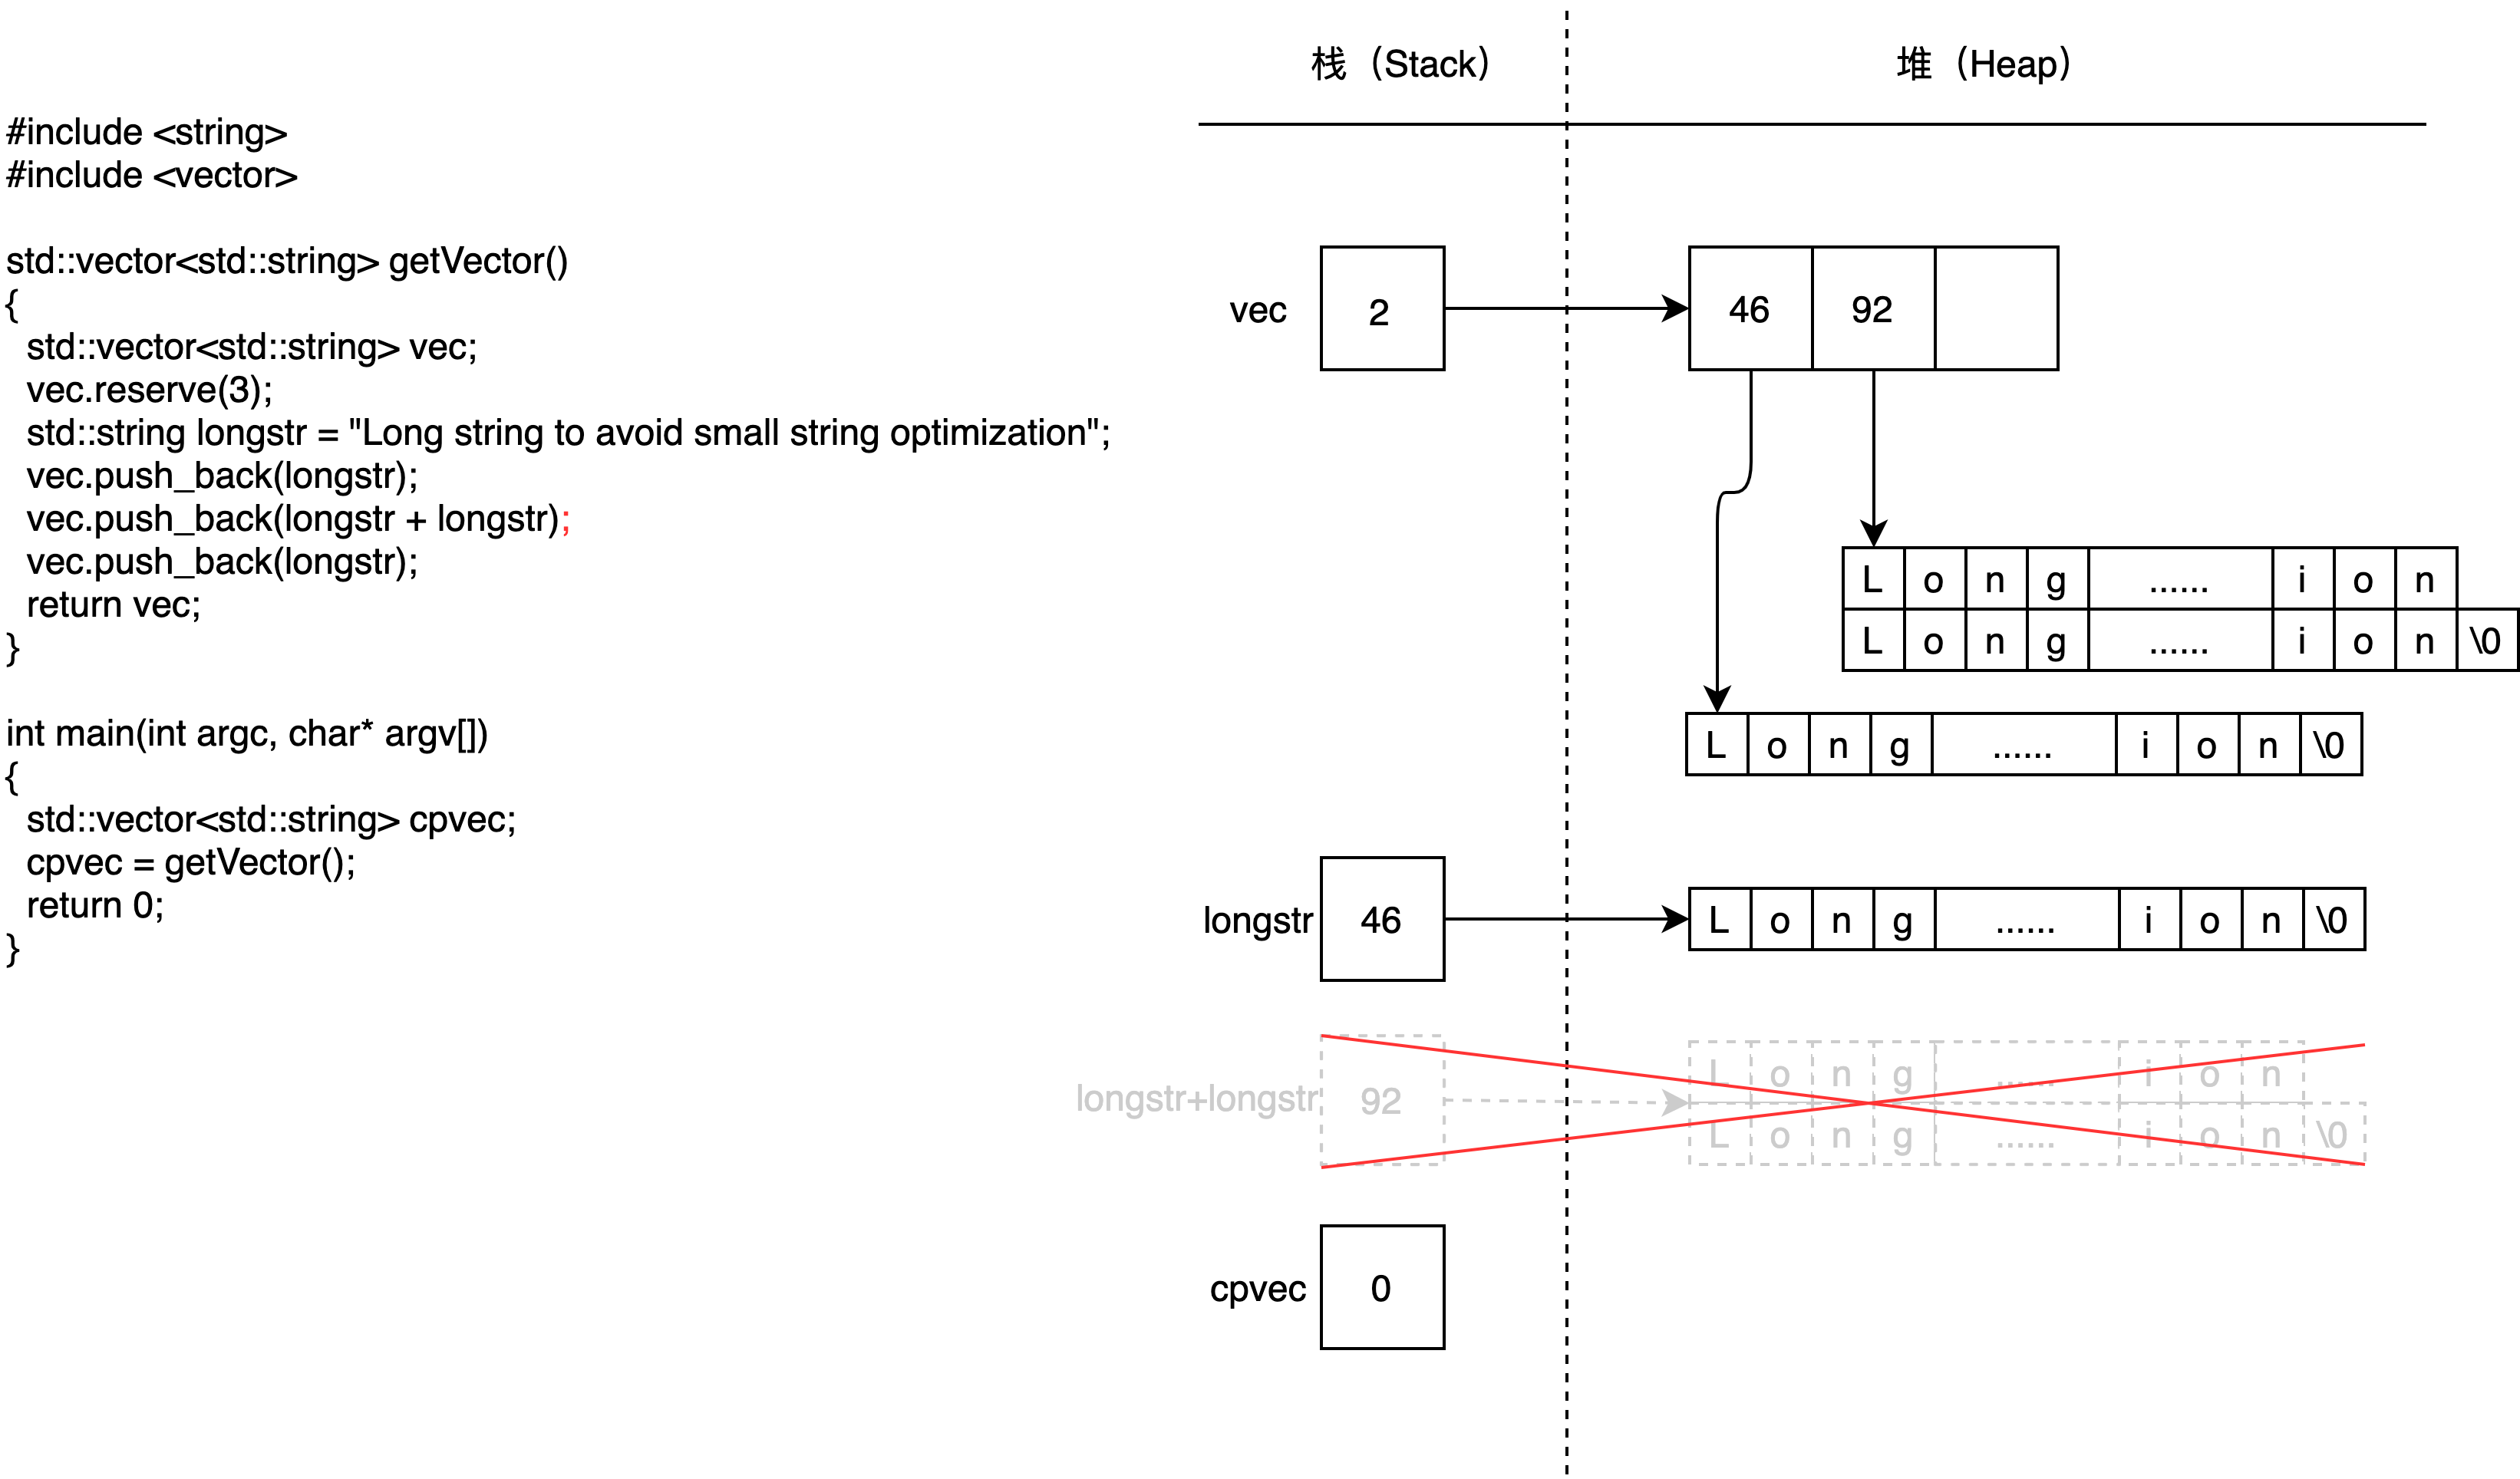 栈（Stack）
堆（Heap）
#include <string>
#include <vector>
std::vector<std::string> getVector()
{
std::vector<std::string> vec;
vec.reserve(3);
std::string longstr = "Long string to avoid small string optimization";
vec.push_back(longstr);
vec.push_back(longstr + longstr);
vec.push_back(longstr);
return vec;
}
int main(int argc, char* argv[])
{
std::vector<std::string> cpvec;
cpvec = getVector();
return 0;
}
vec 2 46 92
L o n g ...... i o n
L o n g ...... i o n \0
L o n g ...... i o n \0
longstr 46 L o n g ...... i o n \0
L o n g ...... i o n
longstr+longstr 92
L o n g ...... i o n \0
cpvec 0